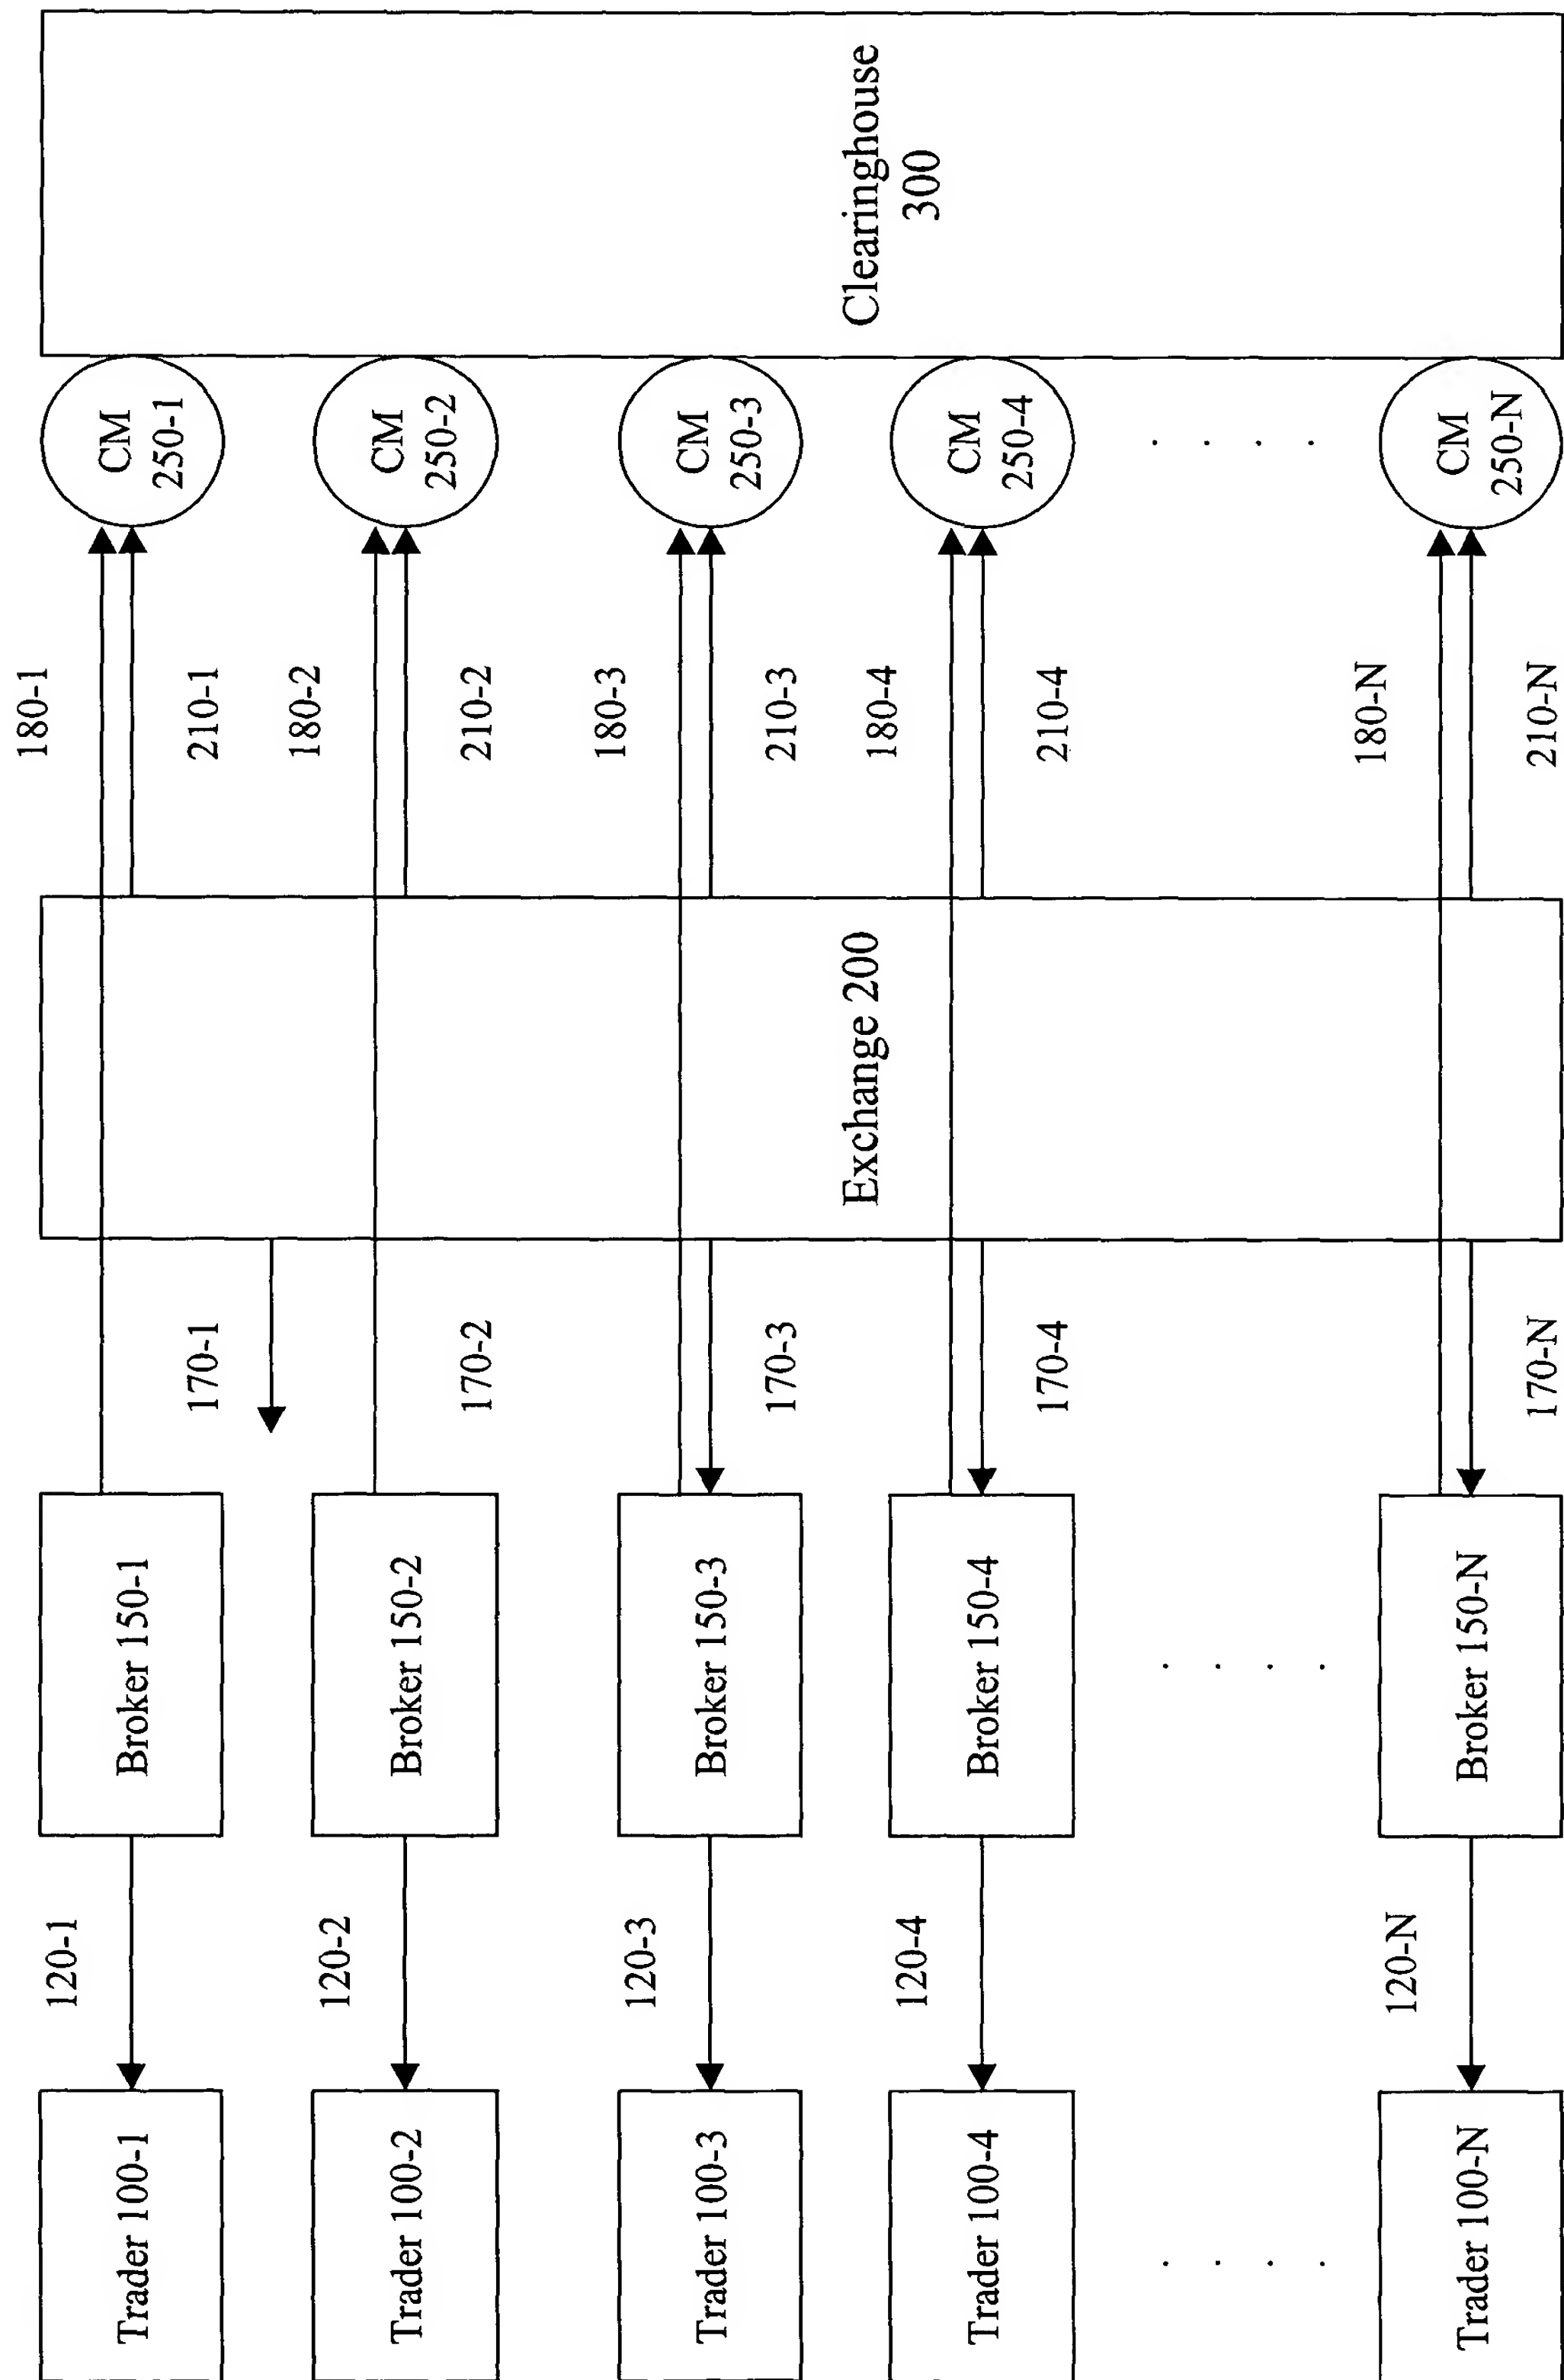 180-1
120-1
Trader 100-1
Broker 150-1
CM
250-1
170-1
210-1
180-2
120-2
Trader 100-2
Broker 150-2
CM
250-2
170-2
210-2
180-3
120-3
Trader 100-3
Broker 150-3
CM
250-3
170-3
210-3
Exchange 200
Clearinghouse
300
180-4
120-4
Trader 100-4
Broker 150-4
CM
250-4
170-4
210-4
. . . .
. . . .
. . . .
180-N
120-N
Trader 100-N
Broker 150-N
CM
250-N
170-N
210-N